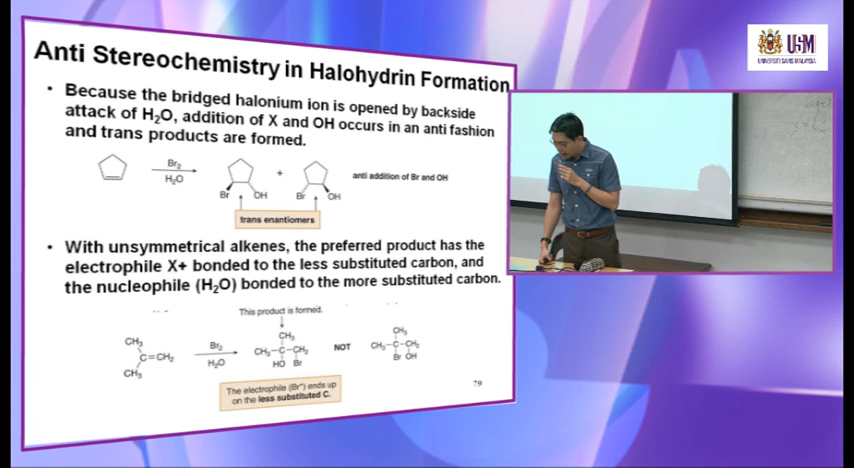 Anti Stereochemistry in Halohydrin Formation
• Because the bridged halonium ion is opened by backside
attack of H₂O, addition of X and OH occurs in an anti fashion
and trans products are formed.
Br₂
H₂O
Br
OH
+
Br
OH
anti addition of Br and OH
trans enantiomers
• With unsymmetrical alkenes, the preferred product has the
electrophile X+ bonded to the less substituted carbon, and
the nucleophile (H₂O) bonded to the more substituted carbon.
This product is formed.
CH₃
C=CH₂
CH₃
Br₂
H₂O
CH₃
CH₃-C-CH₂
HO Br
NOT
CH₃
CH₃-C-CH₂
Br OH
The electrophile (Br⁺) ends up
on the less substituted C.
79
USM
UNIVERSITI SAINS MALAYSIA